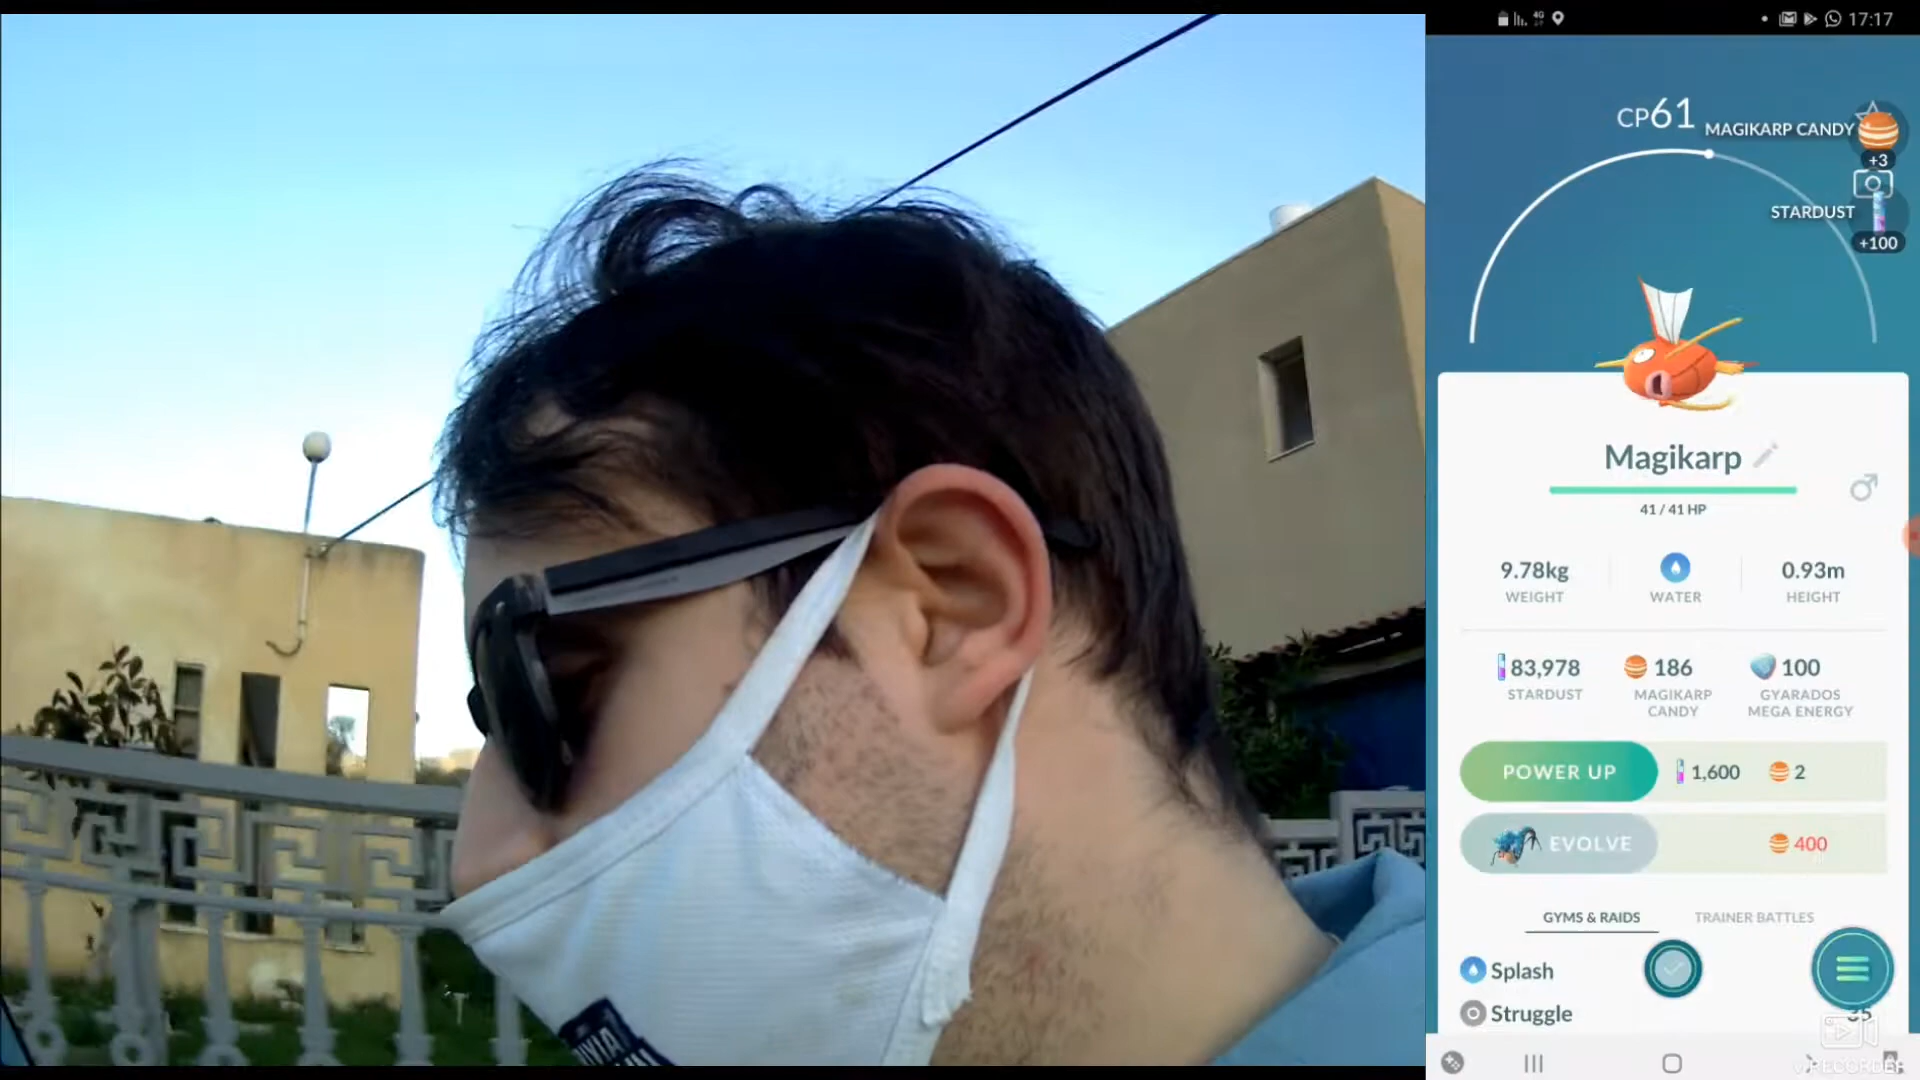 17:17
CP61
MAGIKARP CANDY
+3
STARDUST
+100
Magikarp
41 / 41 HP
9.78kg
WEIGHT
WATER
0.93m
HEIGHT
83,978
STARDUST
186
MAGIKARP
CANDY
100
GYARADOS
MEGA ENERGY
POWER UP
1,600
2
EVOLVE
400
GYMS & RAIDS
TRAINER BATTLES
Splash
Struggle
35